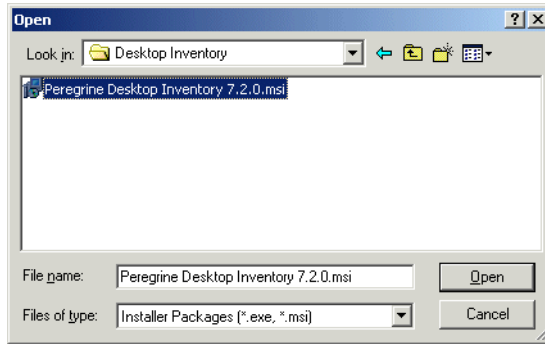 Open
Look in: Desktop Inventory
Peregrine Desktop Inventory 7.2.0.msi
File name: Peregrine Desktop Inventory 7.2.0.msi Open
Files of type: Installer Packages (*.exe, *.msi) Cancel